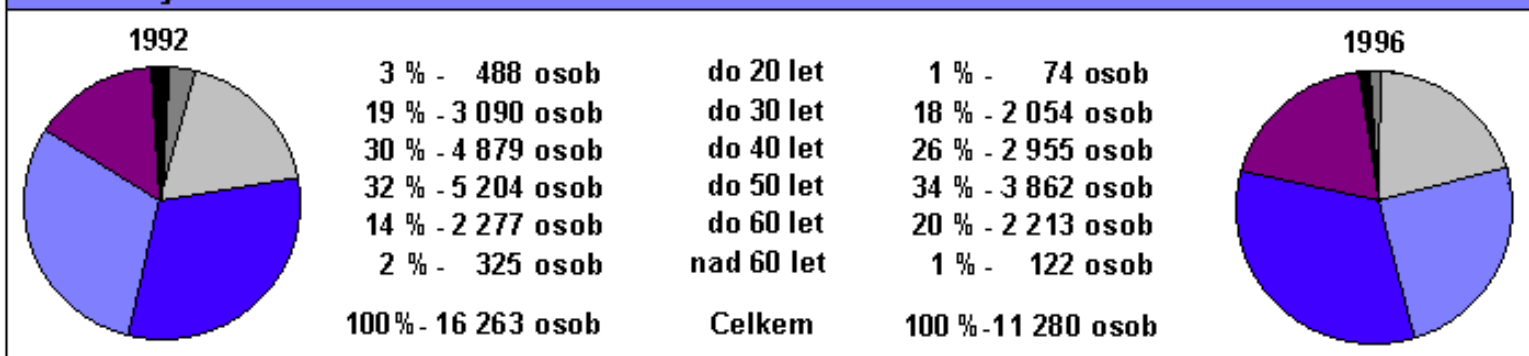 1992
1996
3 % - 488 osob do 20 let 1 % - 74 osob
19 % - 3 090 osob do 30 let 18 % - 2 054 osob
30 % - 4 879 osob do 40 let 26 % - 2 955 osob
32 % - 5 204 osob do 50 let 34 % - 3 862 osob
14 % - 2 277 osob do 60 let 20 % - 2 213 osob
2 % - 325 osob nad 60 let 1 % - 122 osob
100% - 16 263 osob Celkem 100 % -11 280 osob